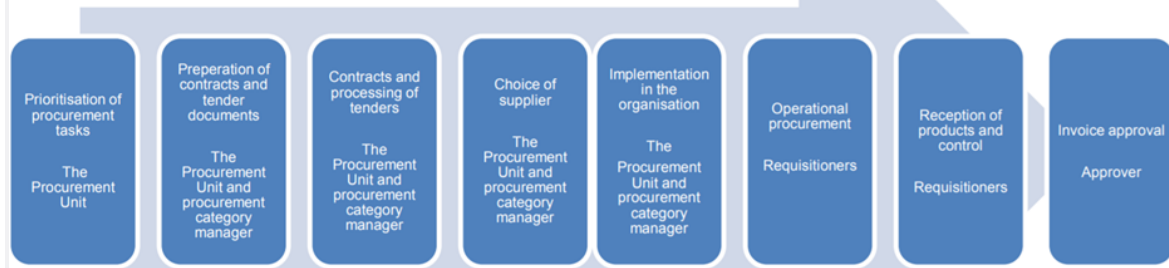 Prioritisation of
procurement
tasks
The
Procurement
Unit
Preparation of
contracts and
tender
documents
The
Procurement
Unit and
procurement
category
manager
Contracts and
processing of
tenders
The
Procurement
Unit and
procurement
category
manager
Choice of
supplier
The
Procurement
Unit and
procurement
category
manager
Implementation
in the
organisation
The
Procurement
Unit and
procurement
category
manager
Operational
procurement
Requisitioners
Reception of
products and
control
Requisitioners
Invoice approval
Approver